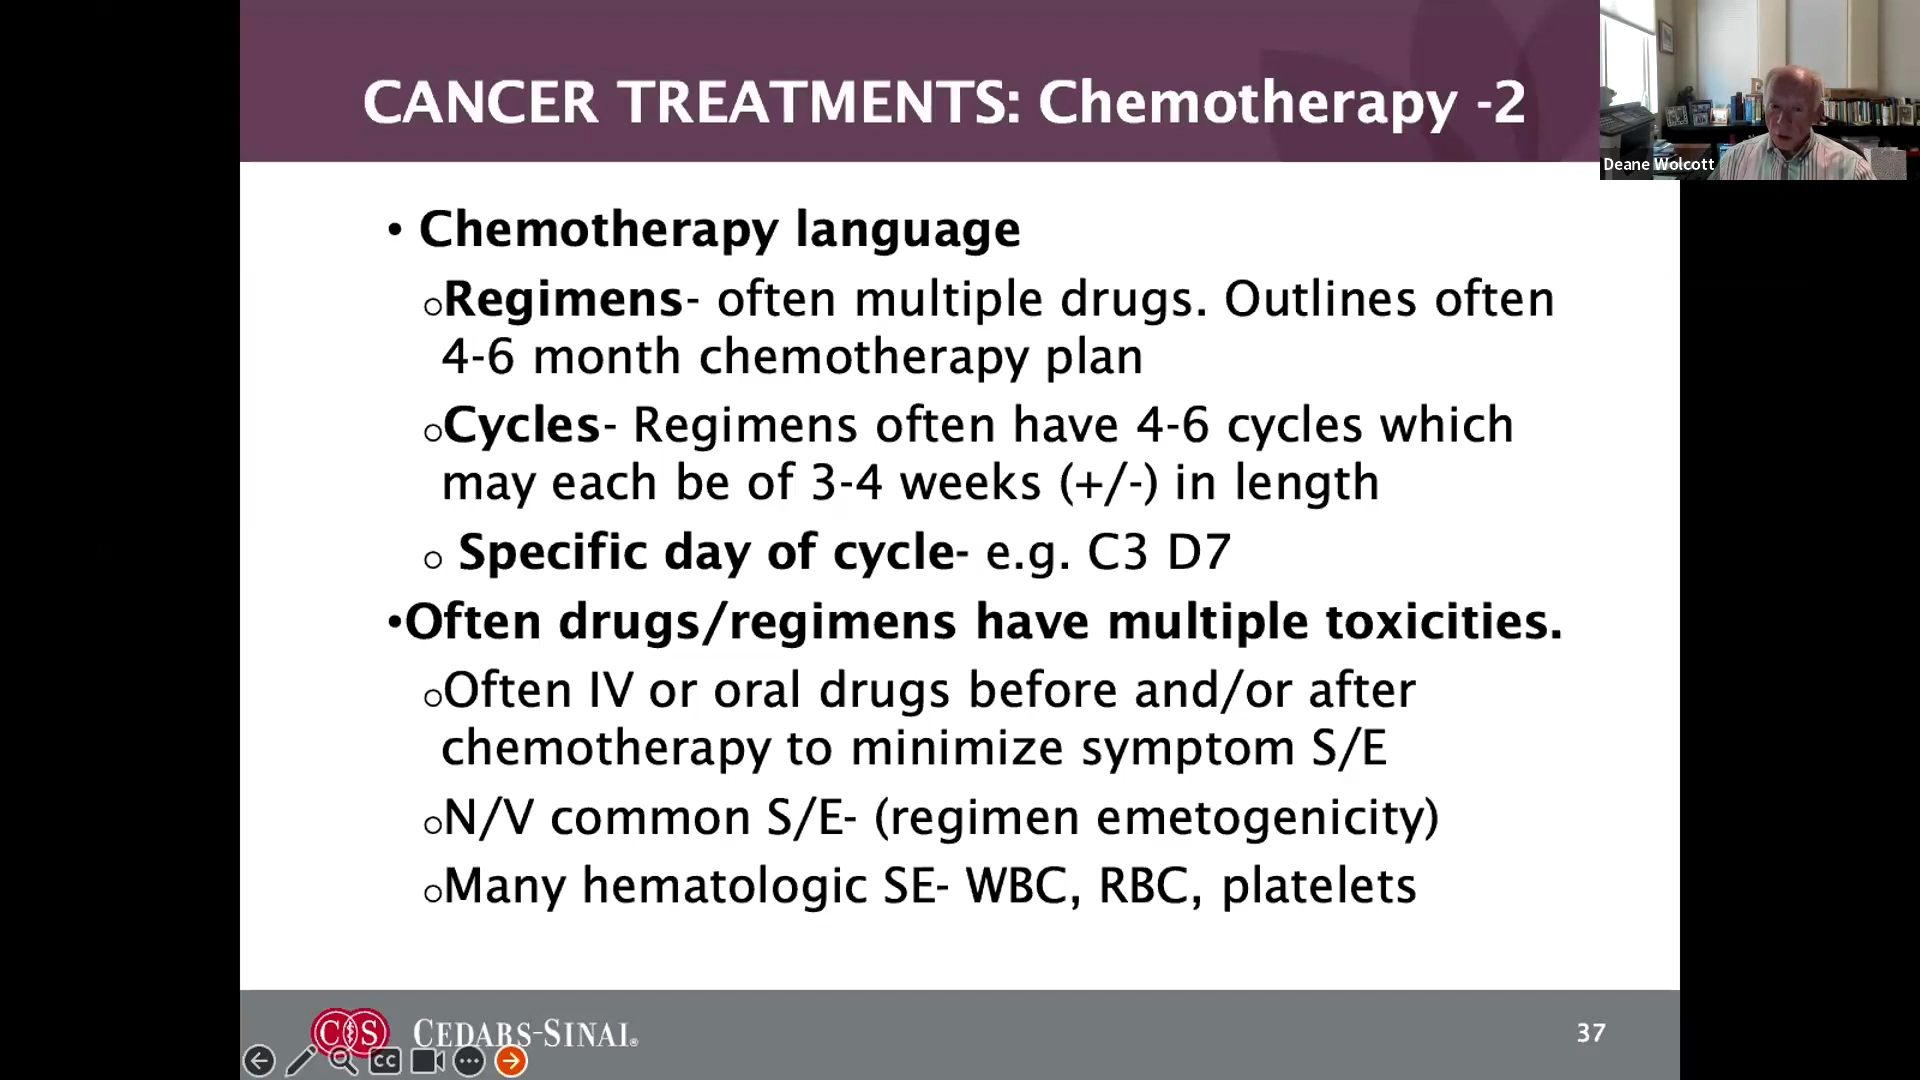 CANCER TREATMENTS: Chemotherapy -2
Deane Wolcott
• Chemotherapy language
○Regimens- often multiple drugs. Outlines often
4-6 month chemotherapy plan
○Cycles- Regimens often have 4-6 cycles which
may each be of 3-4 weeks (+/-) in length
○ Specific day of cycle- e.g. C3 D7
•Often drugs/regimens have multiple toxicities.
○Often IV or oral drugs before and/or after
chemotherapy to minimize symptom S/E
○N/V common S/E- (regimen emetogenicity)
○Many hematologic SE- WBC, RBC, platelets
CS CEDARS-SINAI®
37
CC